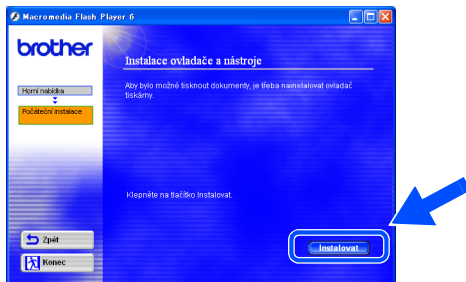 Macromedia Flash Player 6
brother
Instalace ovladače a nástroje
Aby bylo možné tisknout dokumenty, je třeba nainstalovat ovladač
tiskárny.
Horní nabídka
Počáteční instalace
Klepněte na tlačítko Instalovat.
Zpět
Instalovat
Konec